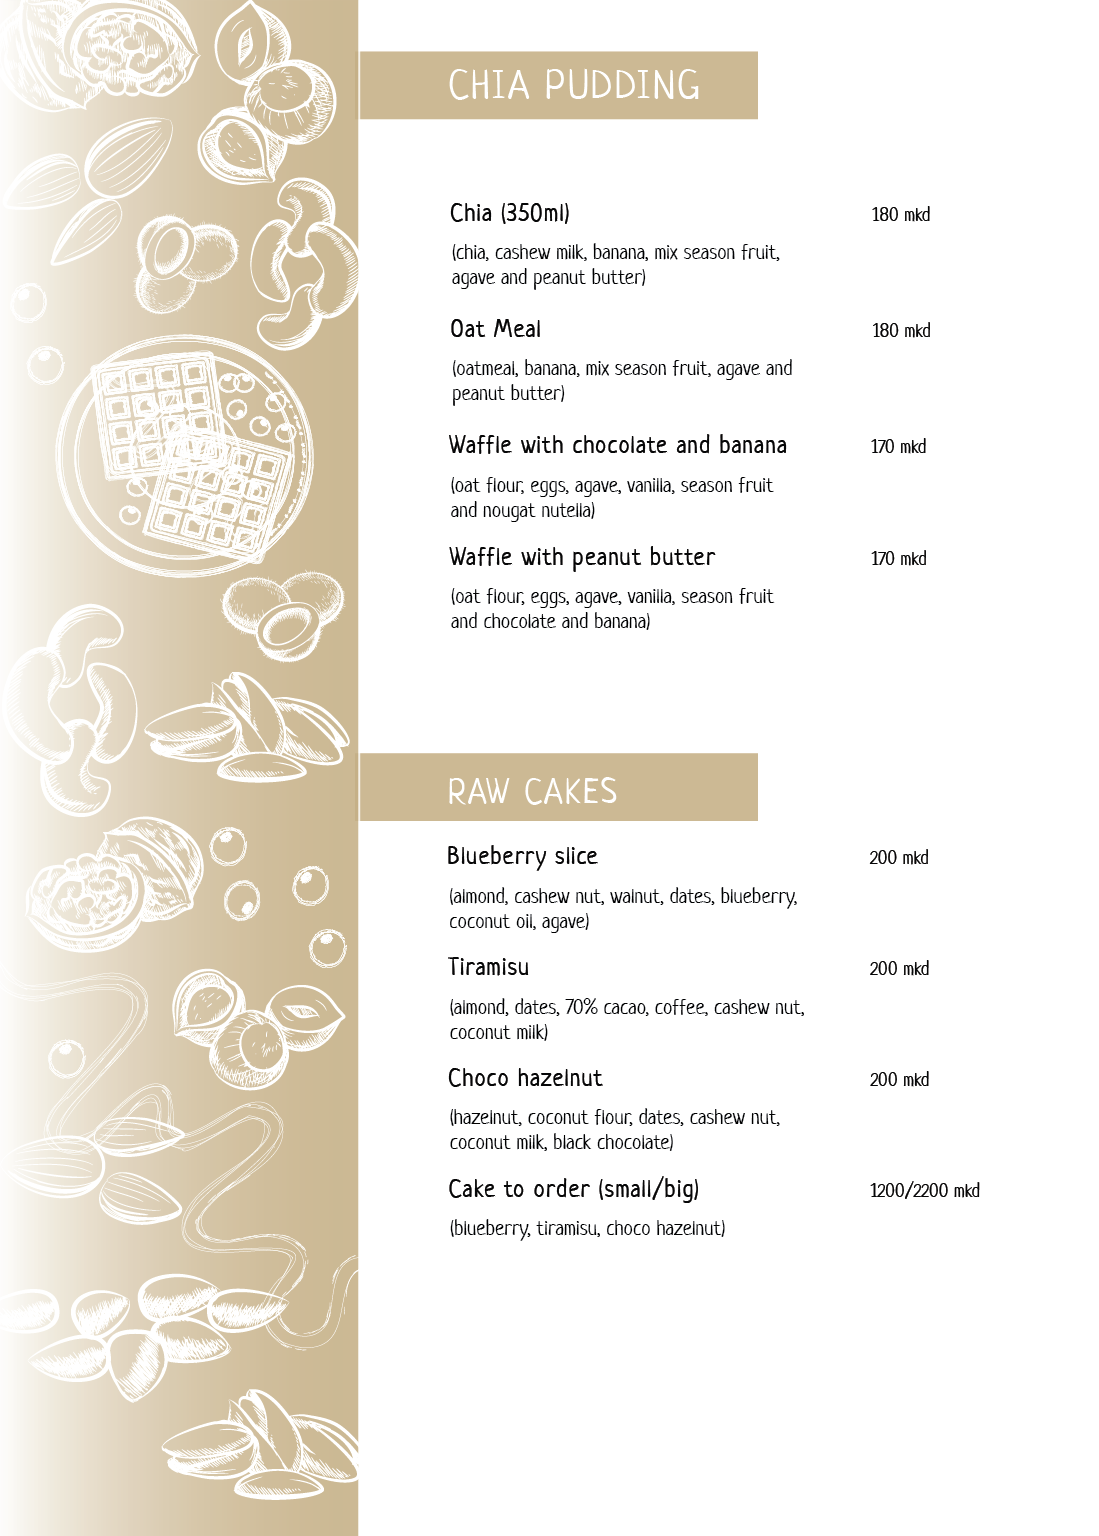 CHIA PUDDING
Chia (350ml) 180 mkd
(chia, cashew milk, banana, mix season fruit,
agave and peanut butter)
Oat Meal 180 mkd
(oatmeal, banana, mix season fruit, agave and
peanut butter)
Waffle with chocolate and banana 170 mkd
(oat flour, eggs, agave, vanilla, season fruit
and nougat nutella)
Waffle with peanut butter 170 mkd
(oat flour, eggs, agave, vanilla, season fruit
and chocolate and banana)
RAW CAKES
Blueberry slice 200 mkd
(almond, cashew nut, walnut, dates, blueberry,
coconut oil, agave)
Tiramisu 200 mkd
(almond, dates, 70% cacao, coffee, cashew nut,
coconut milk)
Choco hazelnut 200 mkd
(hazelnut, coconut flour, dates, cashew nut,
coconut milk, black chocolate)
Cake to order (small/big) 1200/2200 mkd
(blueberry, tiramisu, choco hazelnut)